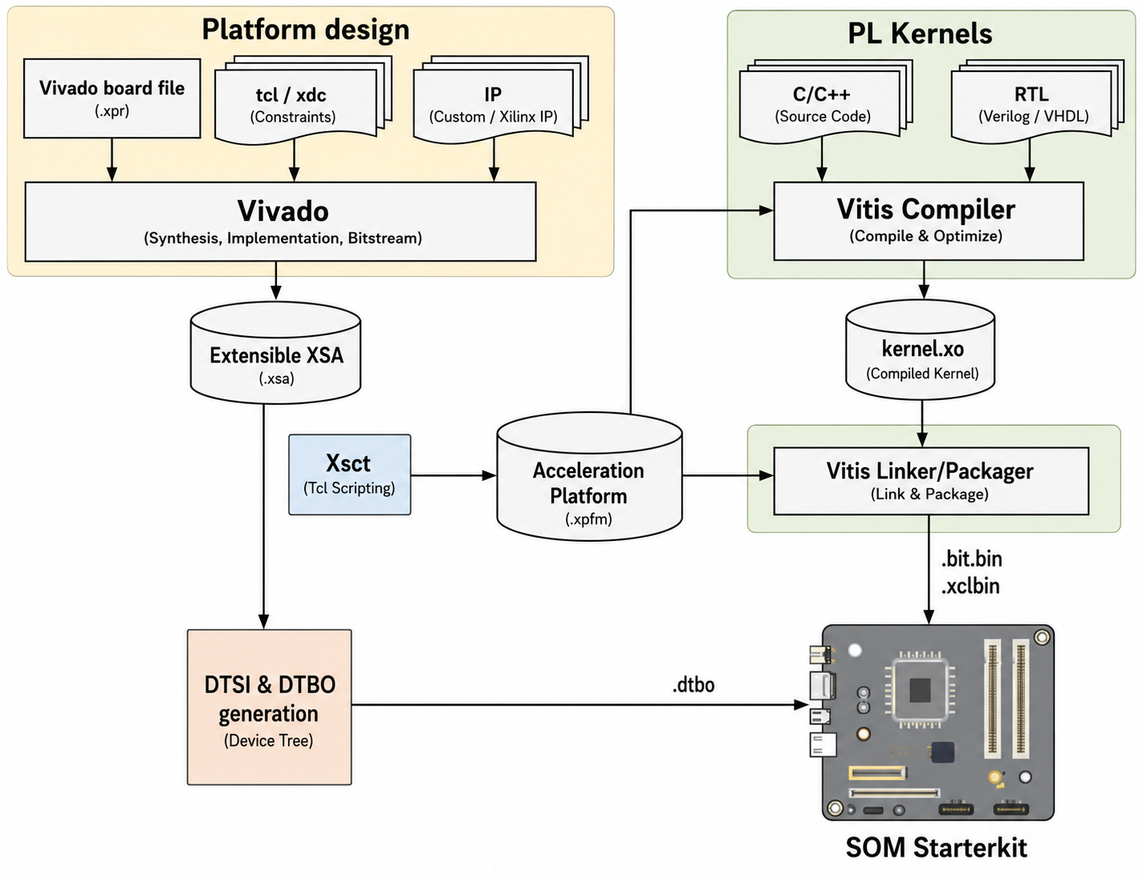 Platform design
Vivado board file
(.xpr)
tcl / xdc
(Constraints)
IP
(Custom / Xilinx IP)
Vivado
(Synthesis, Implementation, Bitstream)
PL Kernels
C/C++
(Source Code)
RTL
(Verilog / VHDL)
Vitis Compiler
(Compile & Optimize)
Extensible XSA
(.xsa)
kernel.xo
(Compiled Kernel)
Xsct
(Tcl Scripting)
Acceleration
Platform
(.xpfm)
Vitis Linker/Packager
(Link & Package)
.bit.bin
.xclbin
DTSI & DTBO
generation
(Device Tree)
.dtbo
SOM Starterkit